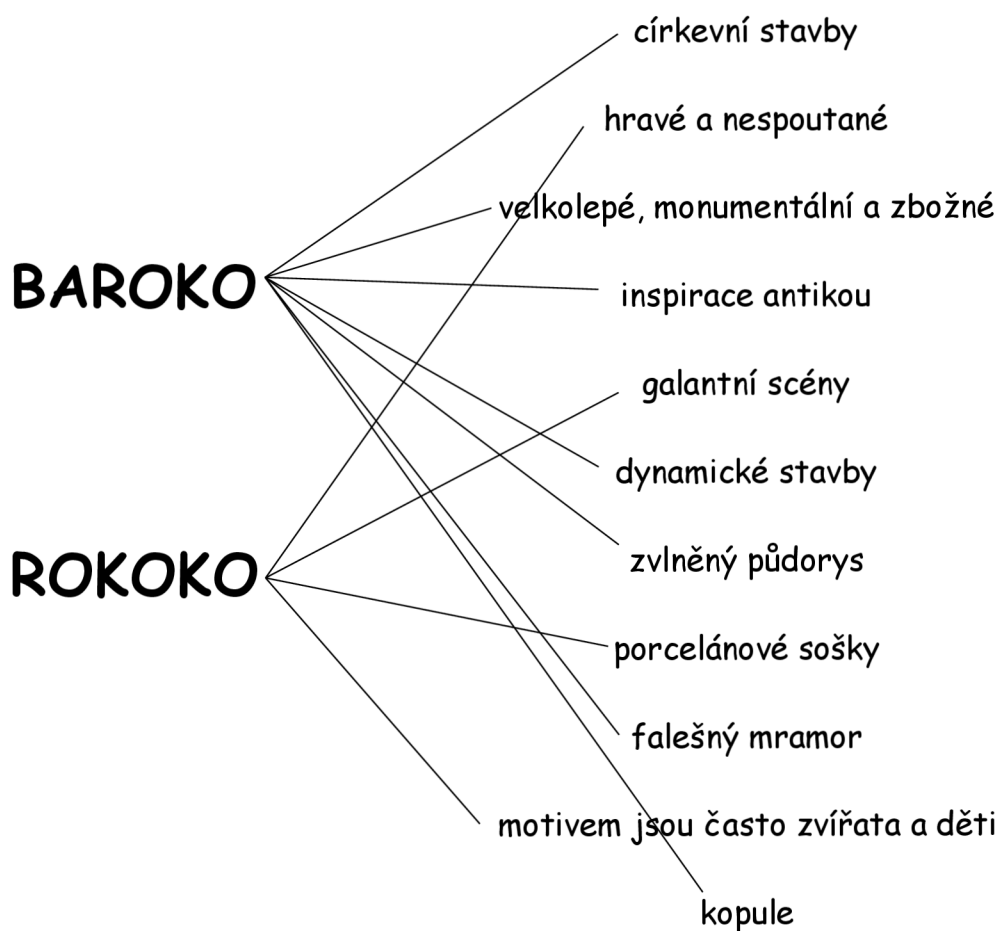 církevní stavby
hravé a nespoutané
velkolepé, monumentální a zbožné
BAROKO
inspirace antikou
galantní scény
dynamické stavby
zvlněný půdorys
ROKOKO
porcelánové sošky
falešný mramor
motivem jsou často zvířata a děti
kopule